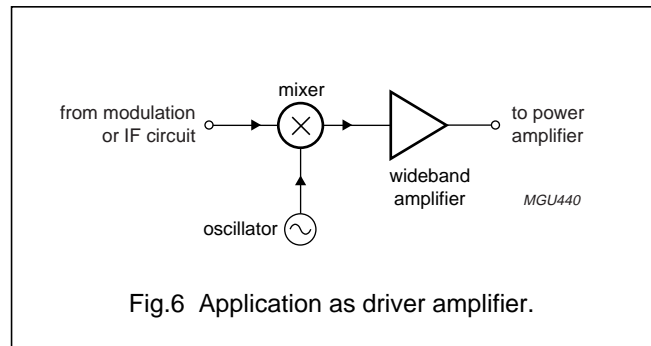 mixer
from modulation
or IF circuit
to power
amplifier
wideband
amplifier
MGU440
oscillator
Fig.6 Application as driver amplifier.